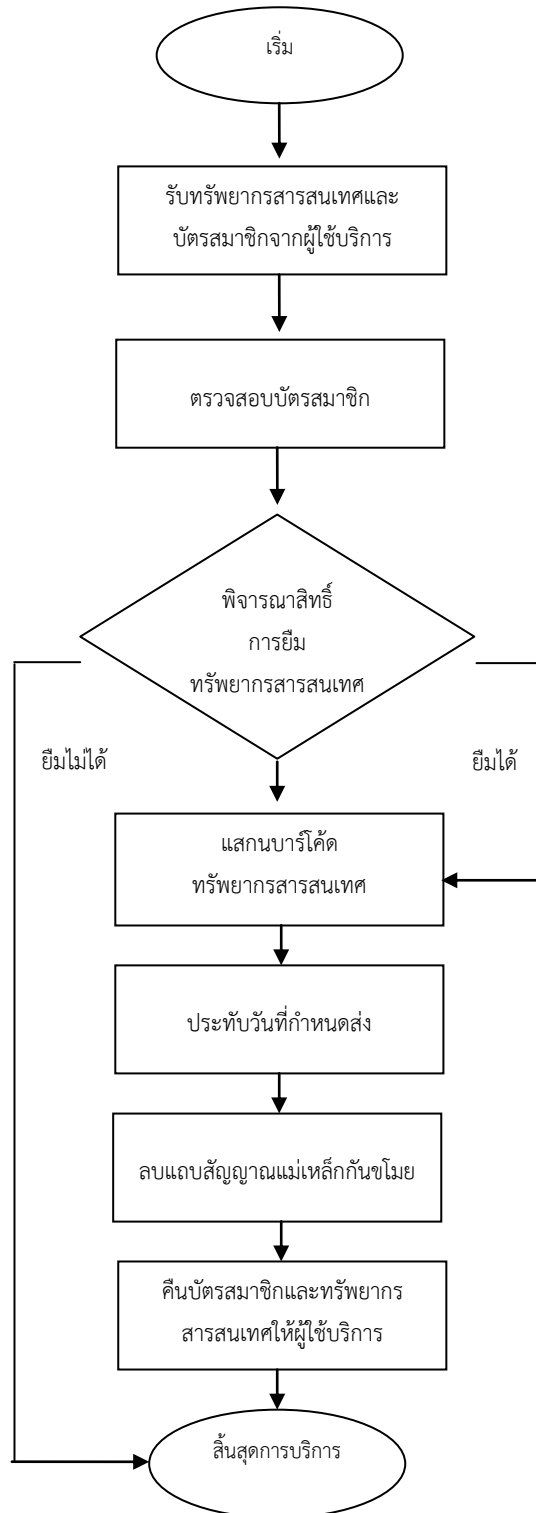 เริ่ม
รับทรัพยากรสารสนเทศและ
บัตรสมาชิกจากผู้ใช้บริการ
ตรวจสอบบัตรสมาชิก
พิจารณาสิทธิ์
การยืม
ทรัพยากรสารสนเทศ
ยืมไม่ได้
ยืมได้
แสกนบาร์โค้ด
ทรัพยากรสารสนเทศ
ประทับวันที่กำหนดส่ง
ลบแถบสัญญาณแม่เหล็กกันขโมย
คืนบัตรสมาชิกและทรัพยากร
สารสนเทศให้ผู้ใช้บริการ
สิ้นสุดการบริการ